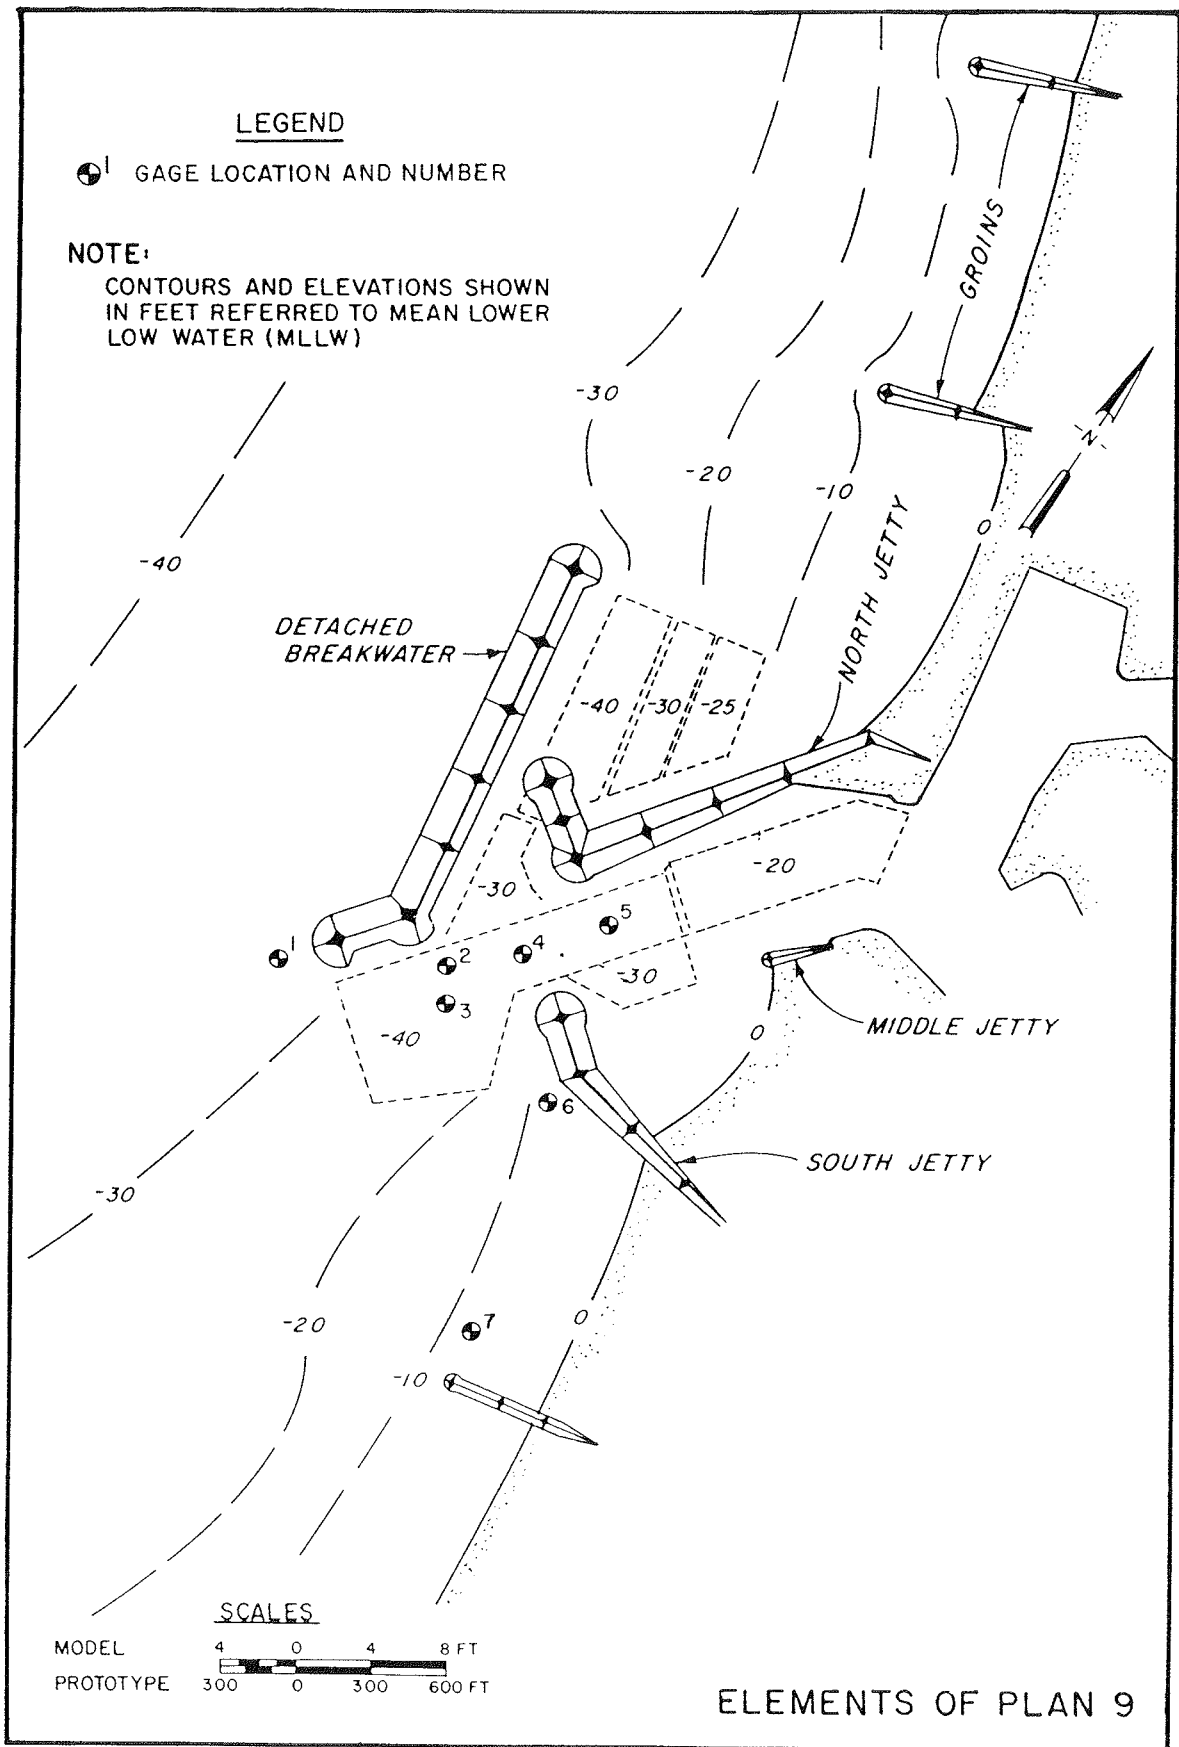 LEGEND
1 GAGE LOCATION AND NUMBER
NOTE:
CONTOURS AND ELEVATIONS SHOWN
IN FEET REFERRED TO MEAN LOWER
LOW WATER (MLLW)
GROINS
-30
-20
-10
0
-N-
-40
NORTH JETTY
DETACHED
BREAKWATER
-40
-30
-25
-20
-30
5
1
2
4
-30
3
-40
0
MIDDLE JETTY
6
SOUTH JETTY
-30
-20
7
0
-10
SCALES
MODEL 4 0 4 8 FT
PROTOTYPE 300 0 300 600 FT
ELEMENTS OF PLAN 9